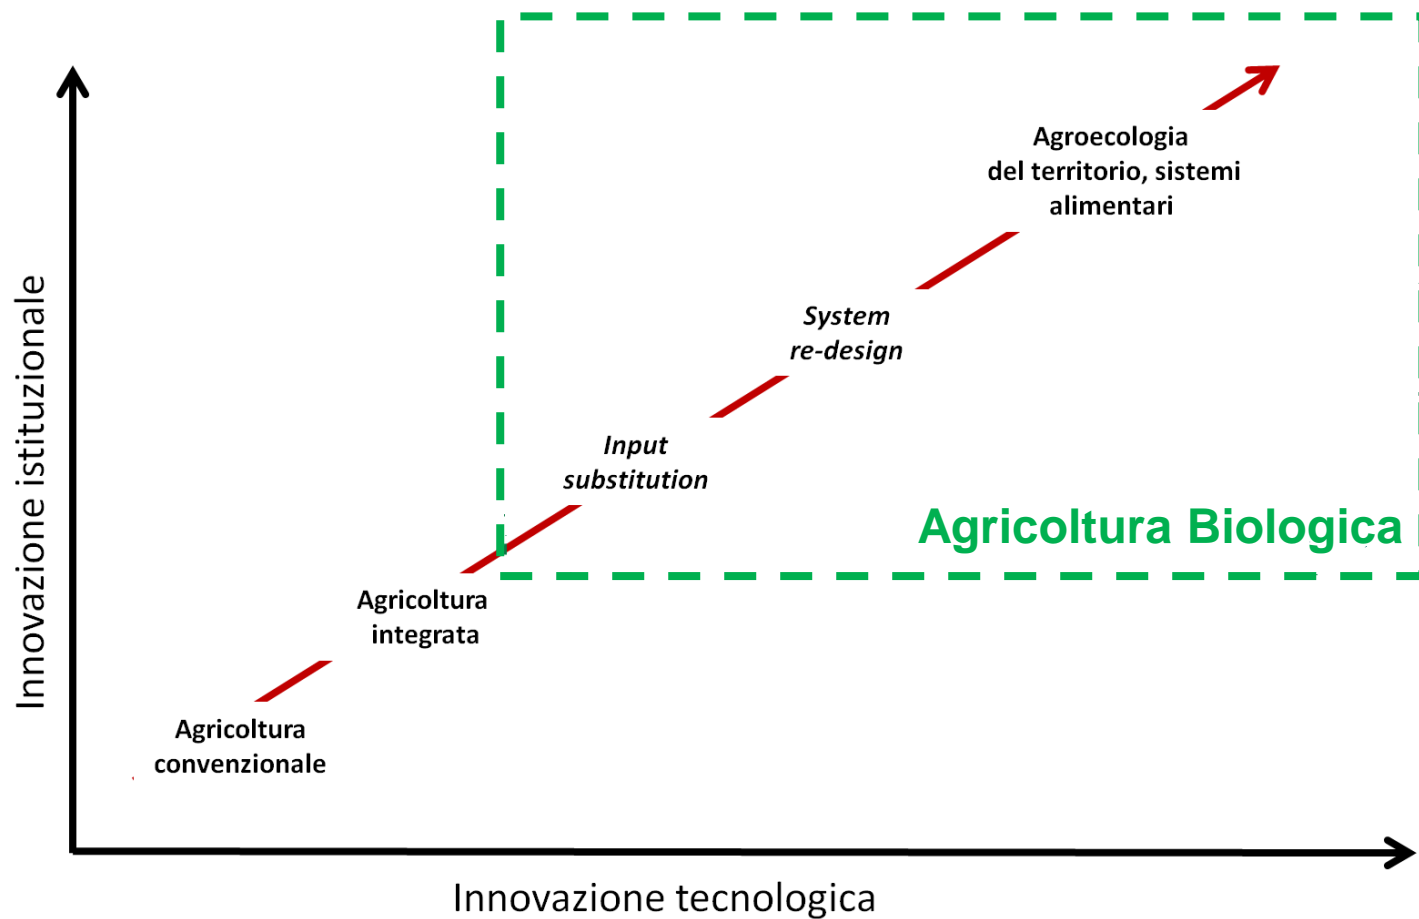 Agroecologia
del territorio, sistemi
alimentari
System
re-design
Input
substitution
Agricoltura Biologica
Agricoltura
integrata
Agricoltura
convenzionale
Innovazione istituzionale
Innovazione tecnologica